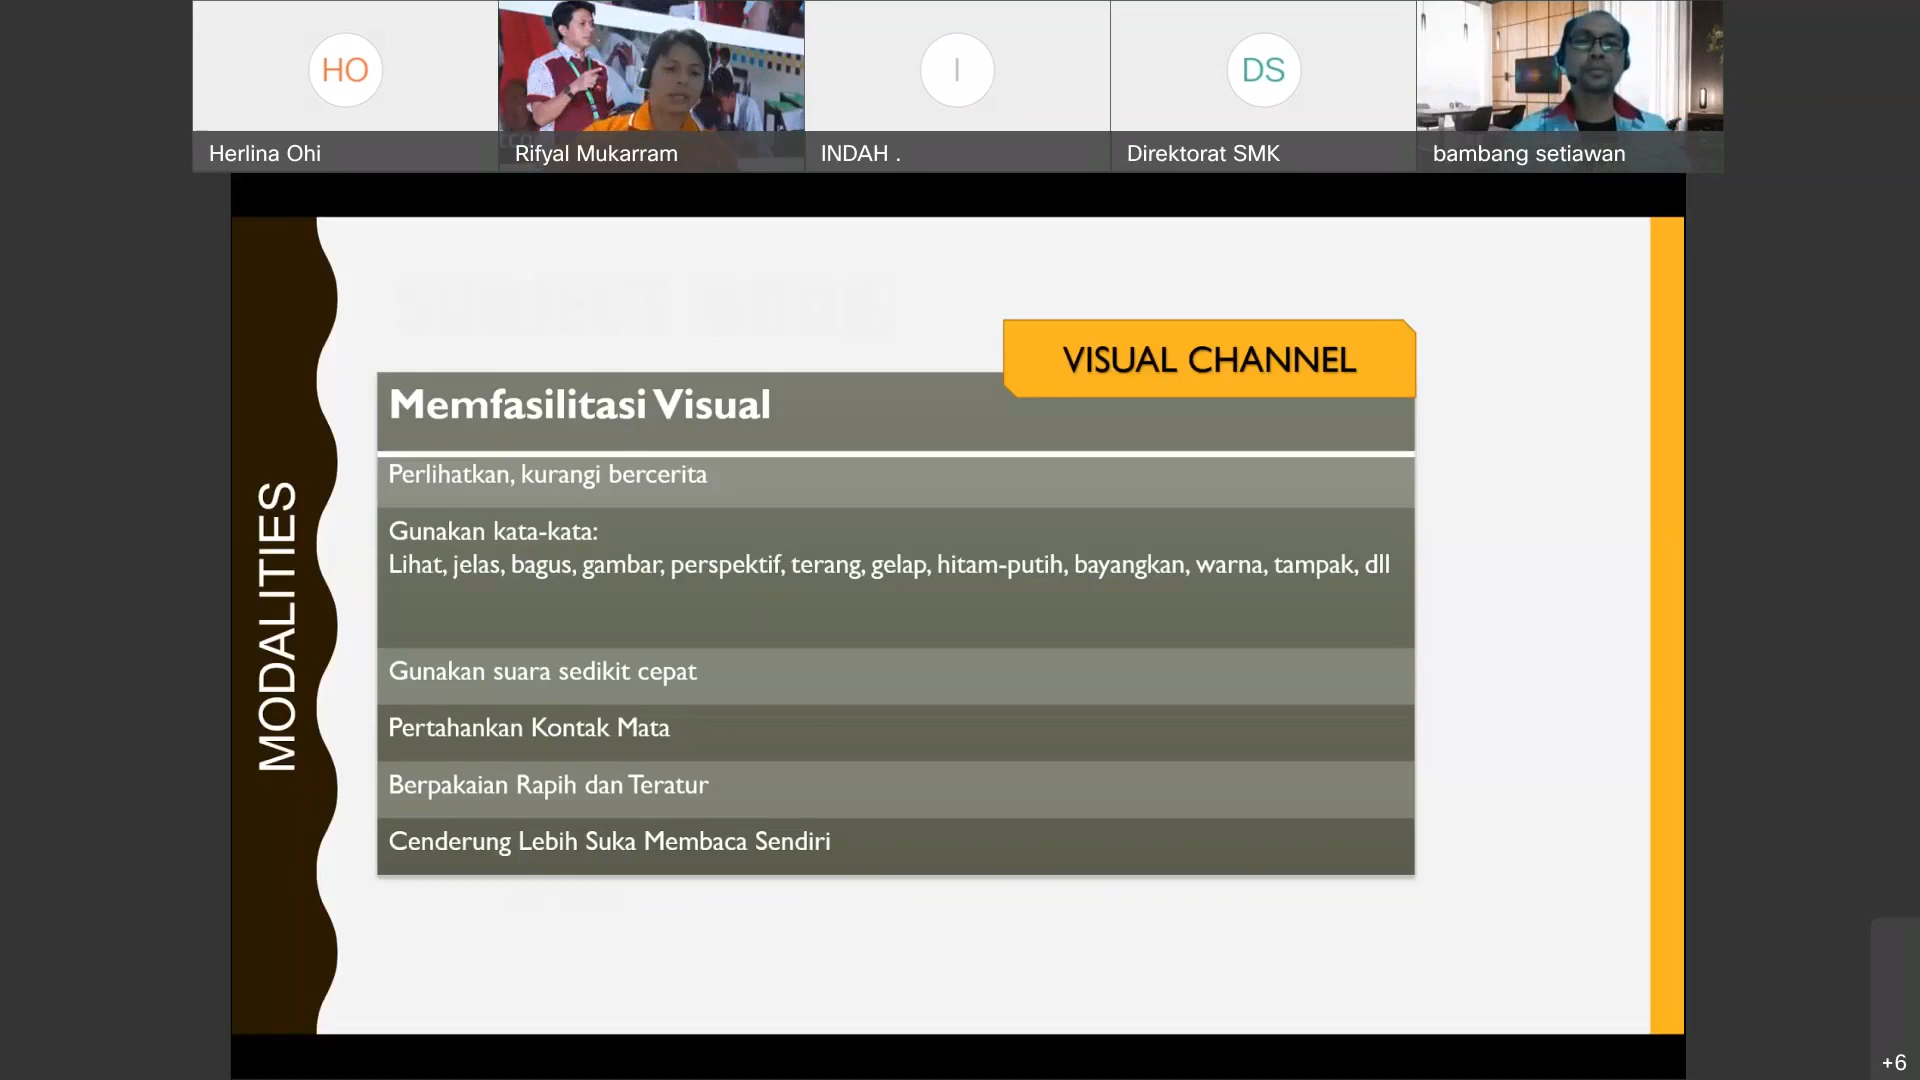 HO
I
DS
Herlina Ohi
Rifyal Mukarram
INDAH .
Direktorat SMK
bambang setiawan
MODALITIES
VISUAL CHANNEL
Memfasilitasi Visual
Perlihatkan, kurangi bercerita
Gunakan kata-kata:
Lihat, jelas, bagus, gambar, perspektif, terang, gelap, hitam-putih, bayangkan, warna, tampak, dll
Gunakan suara sedikit cepat
Pertahankan Kontak Mata
Berpakaian Rapih dan Teratur
Cenderung Lebih Suka Membaca Sendiri
+6